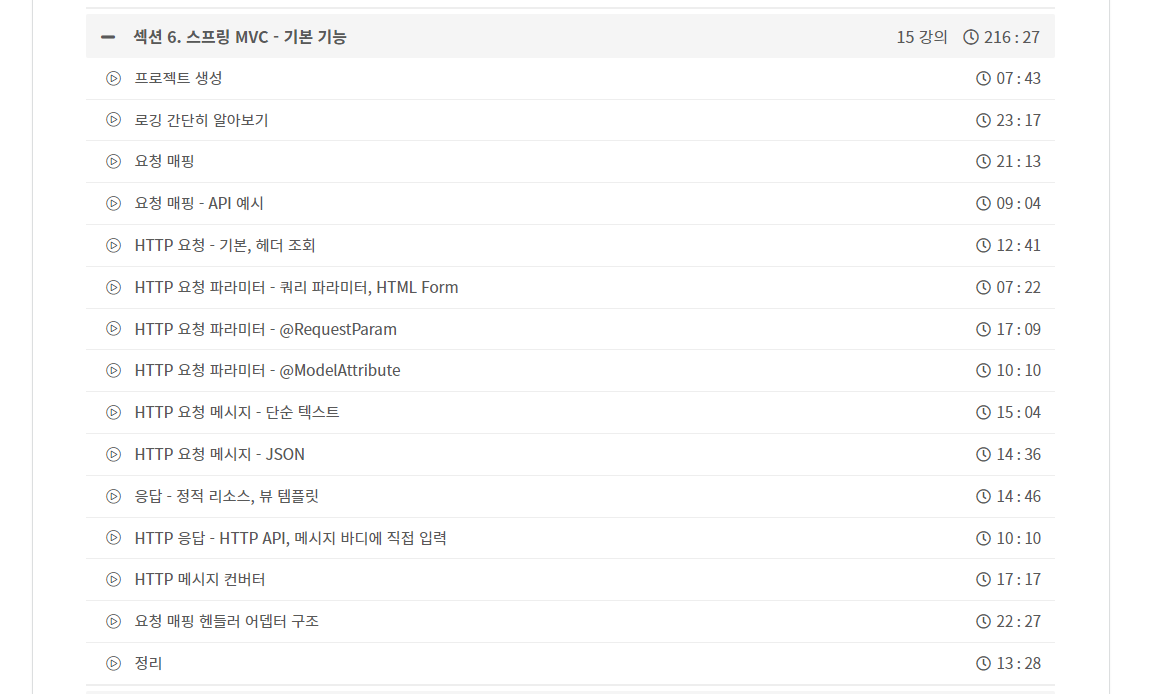 섹션 6. 스프링 MVC - 기본 기능 15 강의 216 : 27
프로젝트 생성 07 : 43
로깅 간단히 알아보기 23 : 17
요청 매핑 21 : 13
요청 매핑 - API 예시 09 : 04
HTTP 요청 - 기본, 헤더 조회 12 : 41
HTTP 요청 파라미터 - 쿼리 파라미터, HTML Form 07 : 22
HTTP 요청 파라미터 - @RequestParam 17 : 09
HTTP 요청 파라미터 - @ModelAttribute 10 : 10
HTTP 요청 메시지 - 단순 텍스트 15 : 04
HTTP 요청 메시지 - JSON 14 : 36
응답 - 정적 리소스, 뷰 템플릿 14 : 46
HTTP 응답 - HTTP API, 메시지 바디에 직접 입력 10 : 10
HTTP 메시지 컨버터 17 : 17
요청 매핑 헨들러 어뎁터 구조 22 : 27
정리 13 : 28